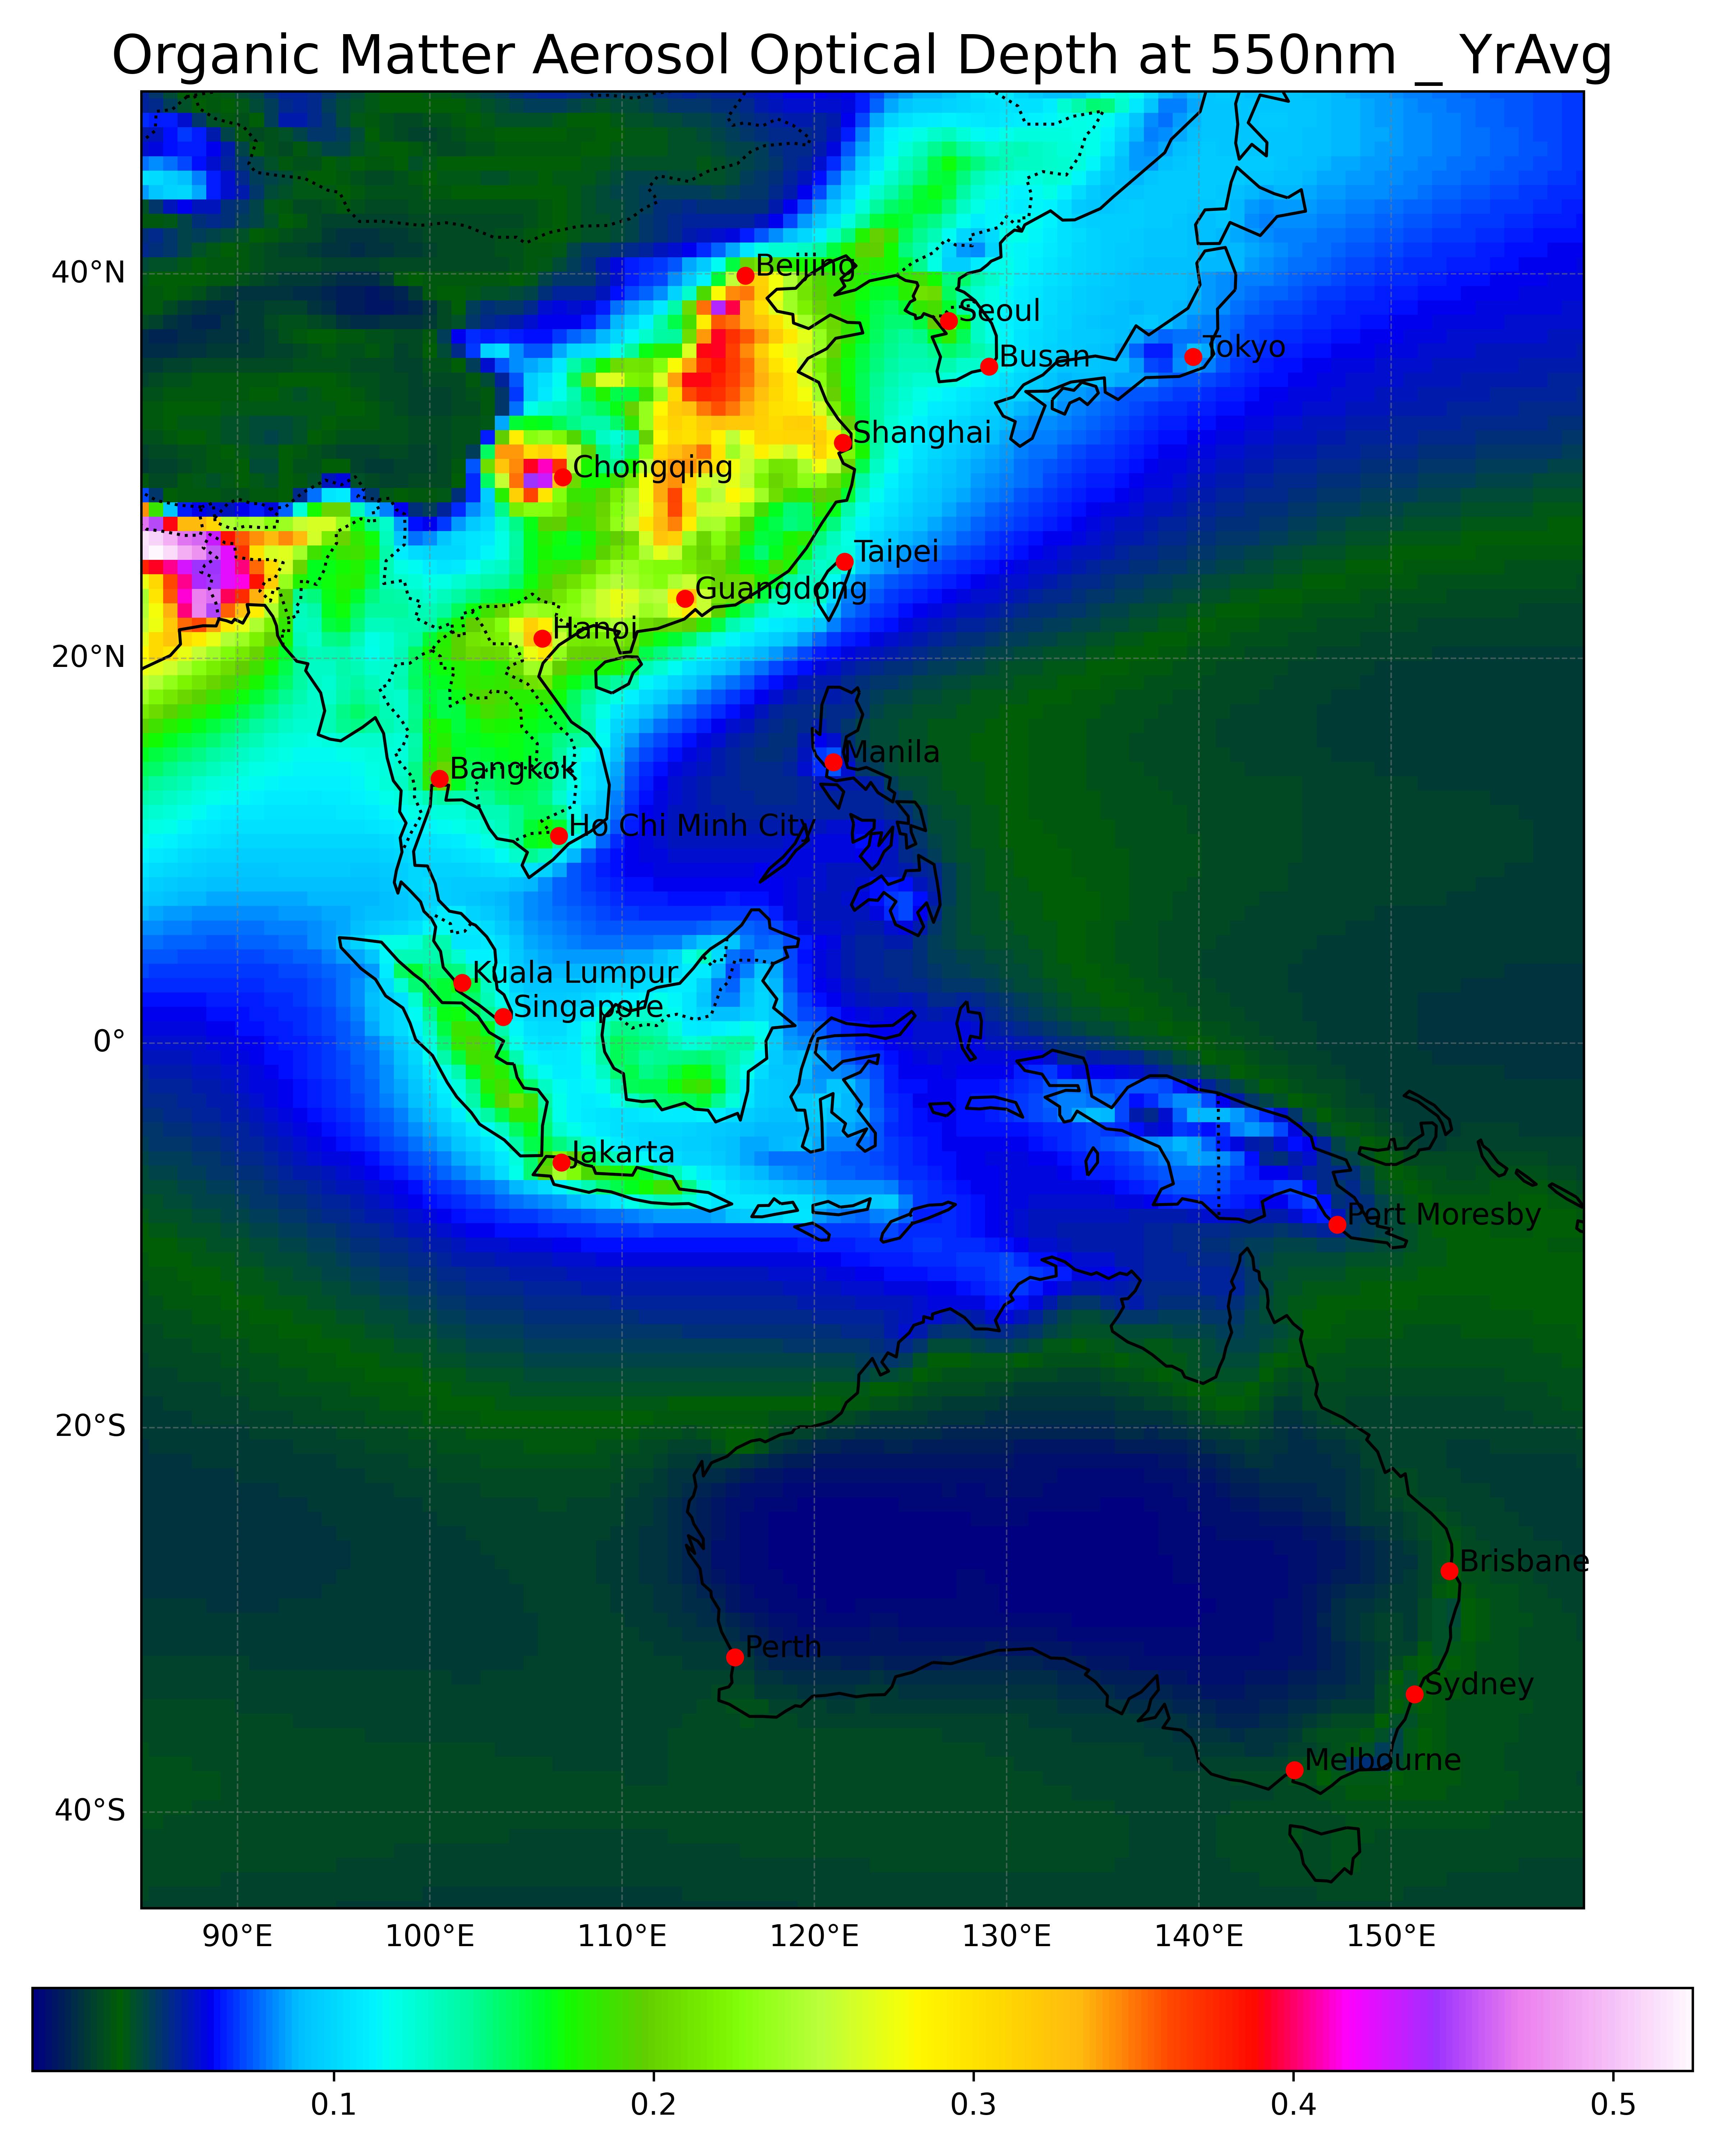 Organic Matter Aerosol Optical Depth at 550nm _ YrAvg
40°N
Beijing
Seoul
Busan
Tokyo
Shanghai
Chongqing
Taipei
Guangdong
Hanoi
20°N
Manila
Bangkok
Ho Chi Minh City
Kuala Lumpur
Singapore
0°
Jakarta
Port Moresby
20°S
Brisbane
Perth
Sydney
Melbourne
40°S
90°E 100°E 110°E 120°E 130°E 140°E 150°E
0.1 0.2 0.3 0.4 0.5